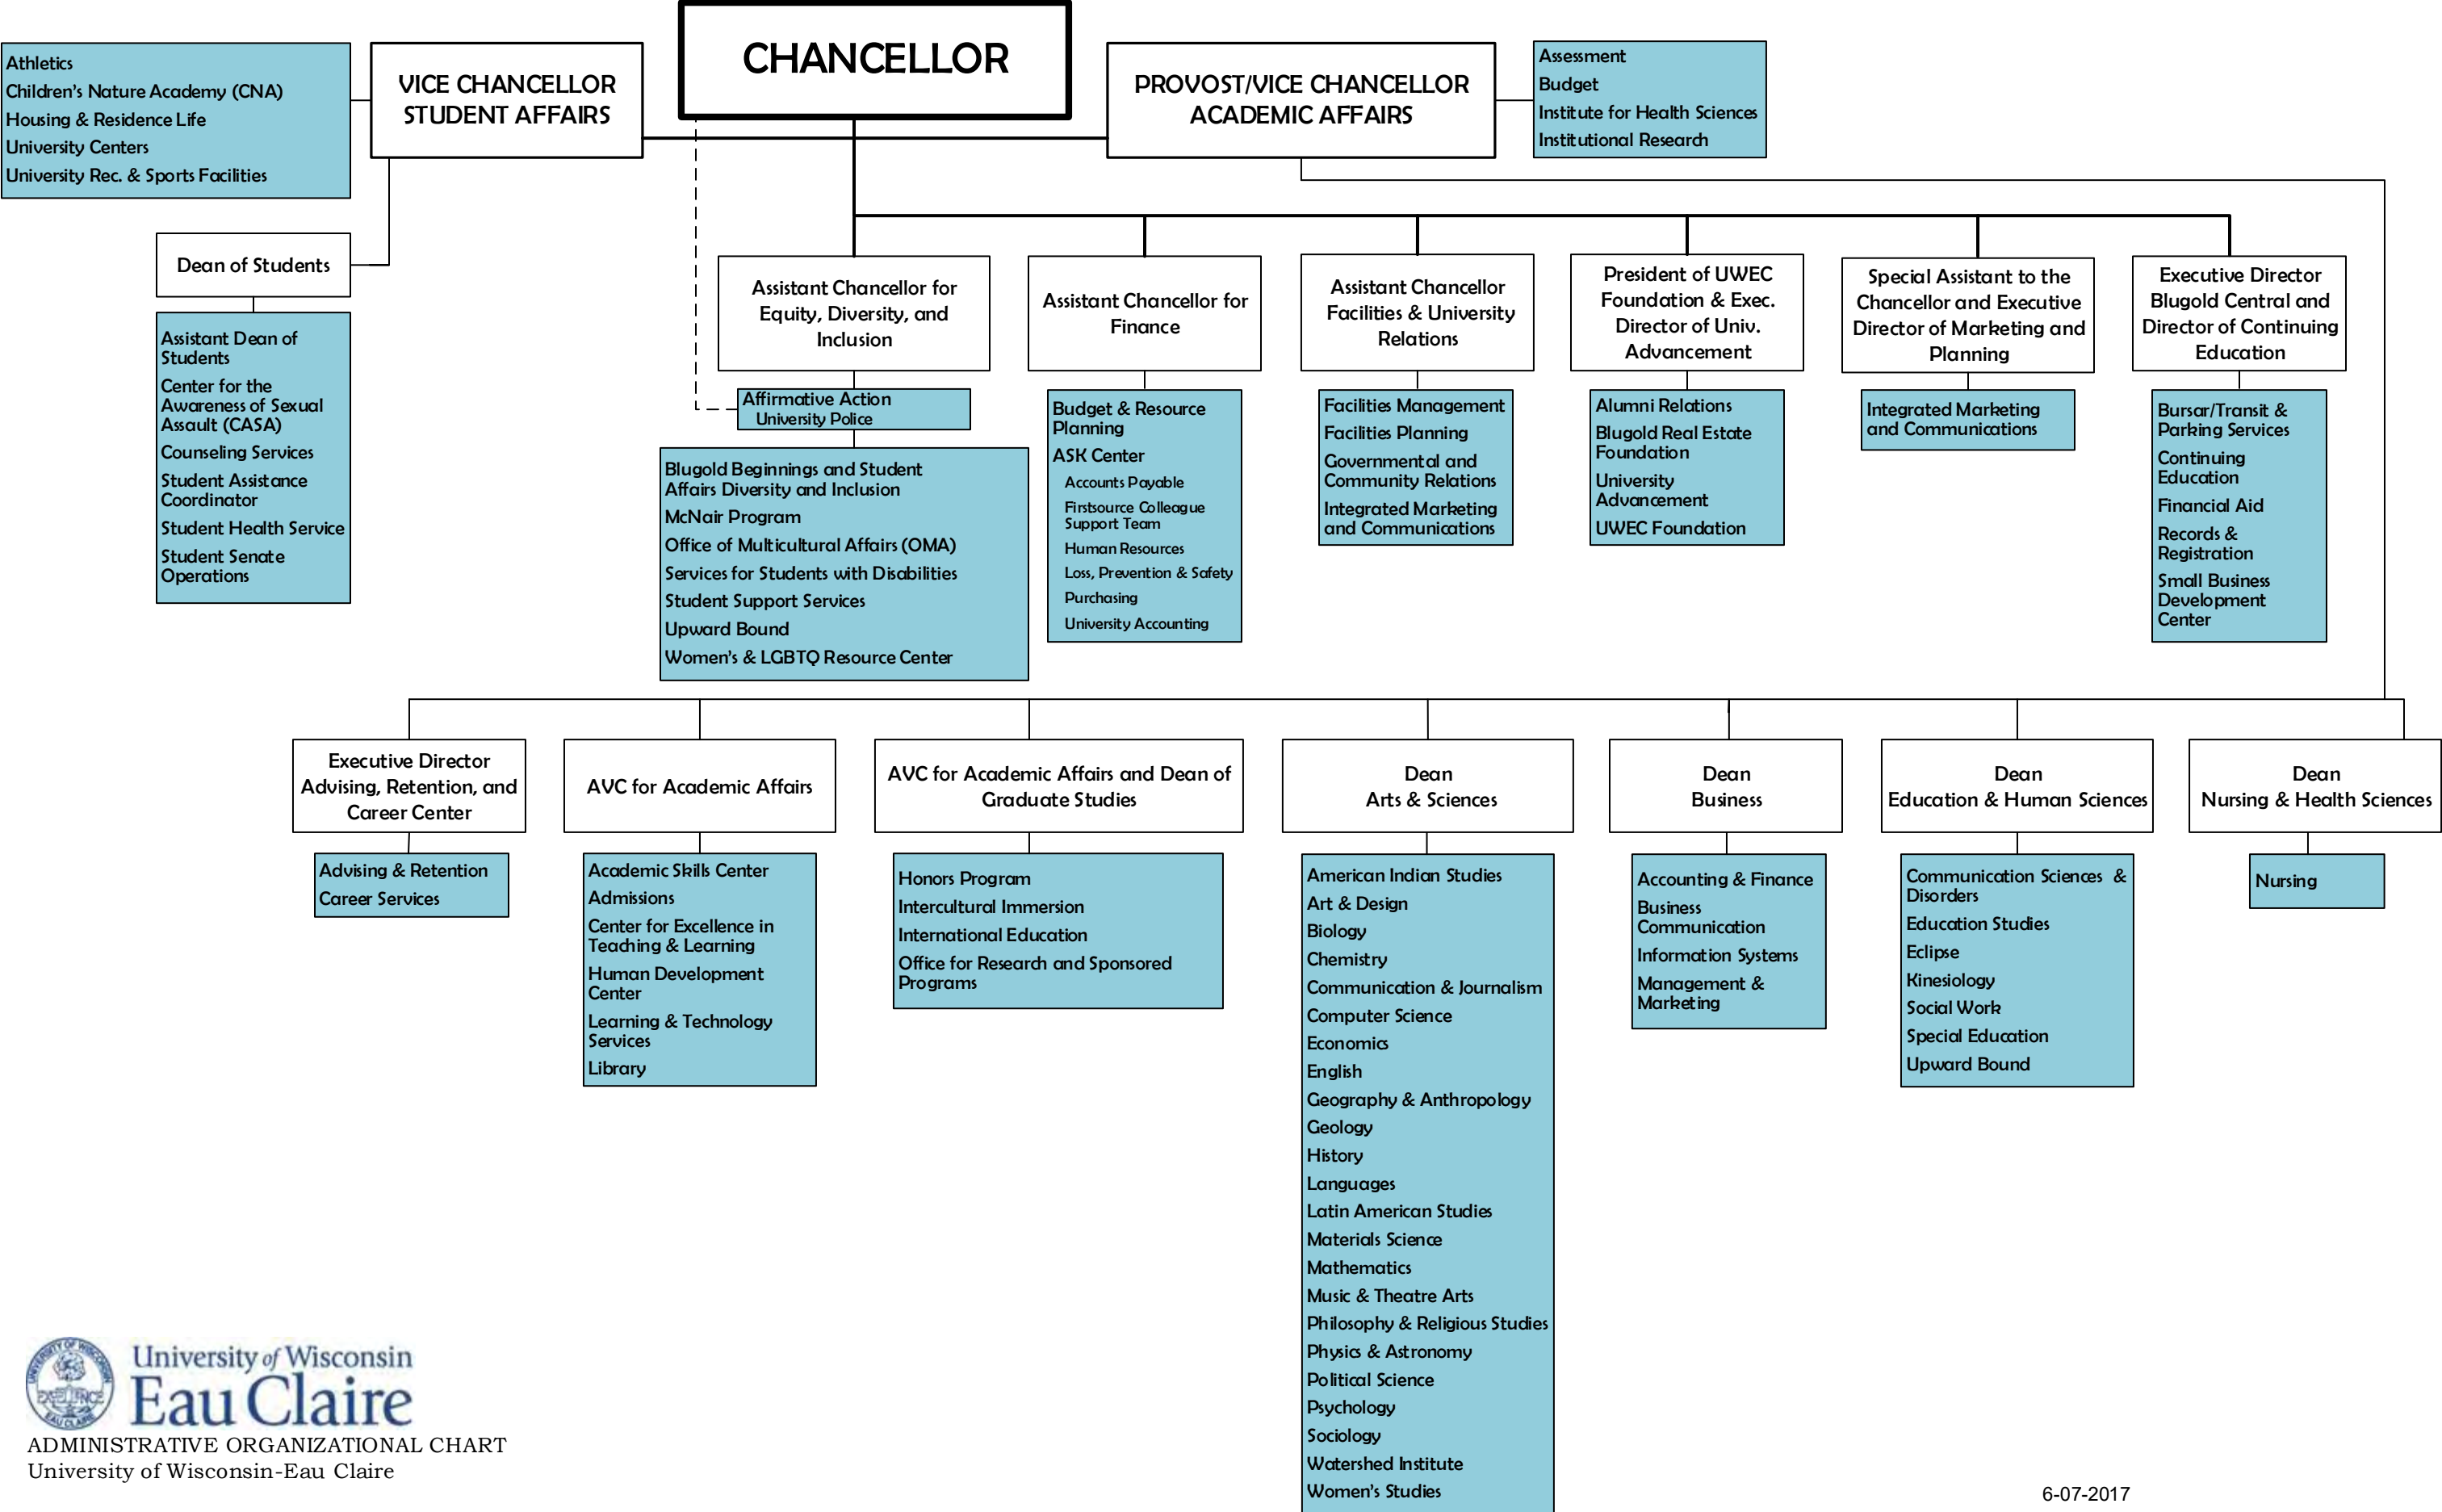 CHANCELLOR
Athletics
Children's Nature Academy (CNA)
Housing & Residence Life
University Centers
University Rec. & Sports Facilities
VICE CHANCELLOR
STUDENT AFFAIRS
PROVOST/VICE CHANCELLOR
ACADEMIC AFFAIRS
Assessment
Budget
Institute for Health Sciences
Institutional Research
Dean of Students
Assistant Dean of
Students
Center for the
Awareness of Sexual
Assault (CASA)
Counseling Services
Student Assistance
Coordinator
Student Health Service
Student Senate
Operations
Assistant Chancellor for
Equity, Diversity, and
Inclusion
Affirmative Action
University Police
Blugold Beginnings and Student
Affairs Diversity and Inclusion
McNair Program
Office of Multicultural Affairs (OMA)
Services for Students with Disabilities
Student Support Services
Upward Bound
Women's & LGBTQ Resource Center
Assistant Chancellor for
Finance
Budget & Resource
Planning
ASK Center
Accounts Payable
Firstsource Colleague
Support Team
Human Resources
Loss, Prevention & Safety
Purchasing
University Accounting
Assistant Chancellor
Facilities & University
Relations
Facilities Management
Facilities Planning
Governmental and
Community Relations
Integrated Marketing
and Communications
President of UWEC
Foundation & Exec.
Director of Univ.
Advancement
Alumni Relations
Blugold Real Estate
Foundation
University
Advancement
UWEC Foundation
Special Assistant to the
Chancellor and Executive
Director of Marketing and
Planning
Integrated Marketing
and Communications
Executive Director
Blugold Central and
Director of Continuing
Education
Bursar/Transit &
Parking Services
Continuing
Education
Financial Aid
Records &
Registration
Small Business
Development
Center
Executive Director
Advising, Retention, and
Career Center
Advising & Retention
Career Services
AVC for Academic Affairs
Academic Skills Center
Admissions
Center for Excellence in
Teaching & Learning
Human Development
Center
Learning & Technology
Services
Library
AVC for Academic Affairs and Dean of
Graduate Studies
Honors Program
Intercultural Immersion
International Education
Office for Research and Sponsored
Programs
Dean
Arts & Sciences
American Indian Studies
Art & Design
Biology
Chemistry
Communication & Journalism
Computer Science
Economics
English
Geography & Anthropology
Geology
History
Languages
Latin American Studies
Materials Science
Mathematics
Music & Theatre Arts
Philosophy & Religious Studies
Physics & Astronomy
Political Science
Psychology
Sociology
Watershed Institute
Women's Studies
Dean
Business
Accounting & Finance
Business
Communication
Information Systems
Management &
Marketing
Dean
Education & Human Sciences
Communication Sciences &
Disorders
Education Studies
Eclipse
Kinesiology
Social Work
Special Education
Upward Bound
Dean
Nursing & Health Sciences
Nursing
UNIVERSITY OF WISCONSIN
EXCELLENCE
EAU CLAIRE
University of Wisconsin
Eau Claire
ADMINISTRATIVE ORGANIZATIONAL CHART
University of Wisconsin-Eau Claire
6-07-2017